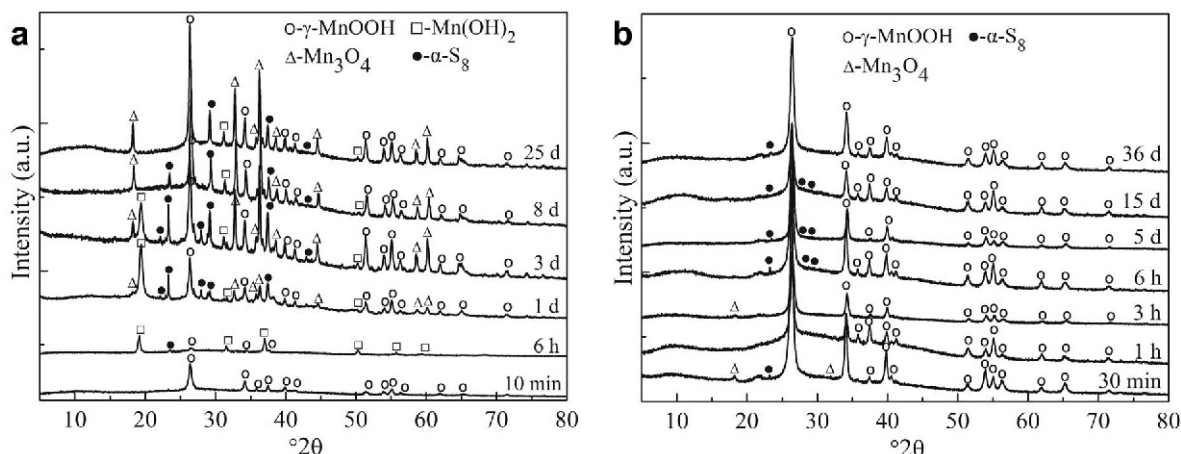 a
o-γ-MnOOH □-Mn(OH)2
Δ-Mn3O4 ●-α-S8
Intensity (a.u.)
25 d
8 d
3 d
1 d
6 h
10 min
10 20 30 40 50 60 70 80
°2θ
b
o-γ-MnOOH ●-α-S8
Δ-Mn3O4
Intensity (a.u.)
36 d
15 d
5 d
6 h
3 h
1 h
30 min
10 20 30 40 50 60 70 80
°2θ